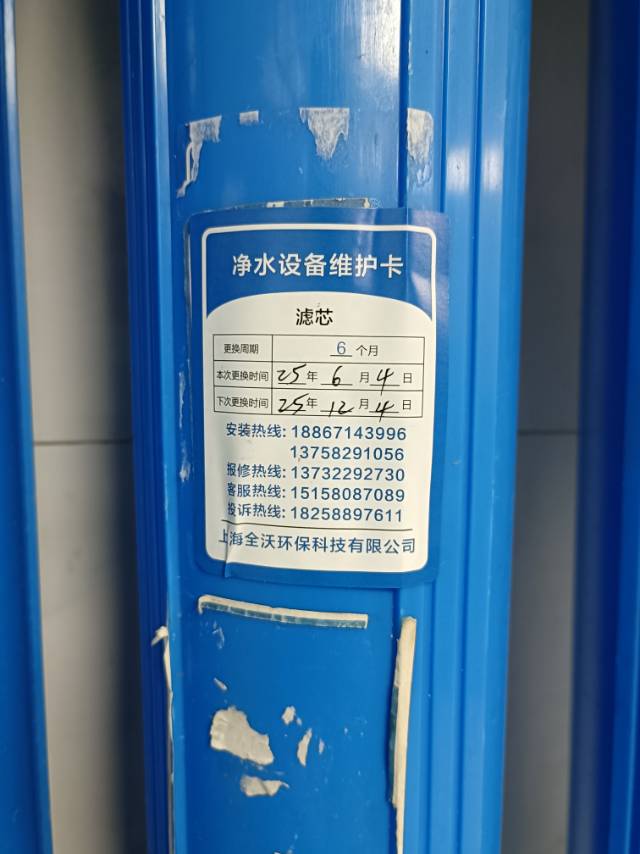 净水设备维护卡
滤芯
更换周期 6 个月
本次更换时间 25 年 6 月 4 日
下次更换时间 25 年 12 月 4 日
安装热线: 18867143996
13758291056
报修热线: 13732292730
客服热线: 15158087089
投诉热线: 18258897611
上海全沃环保科技有限公司